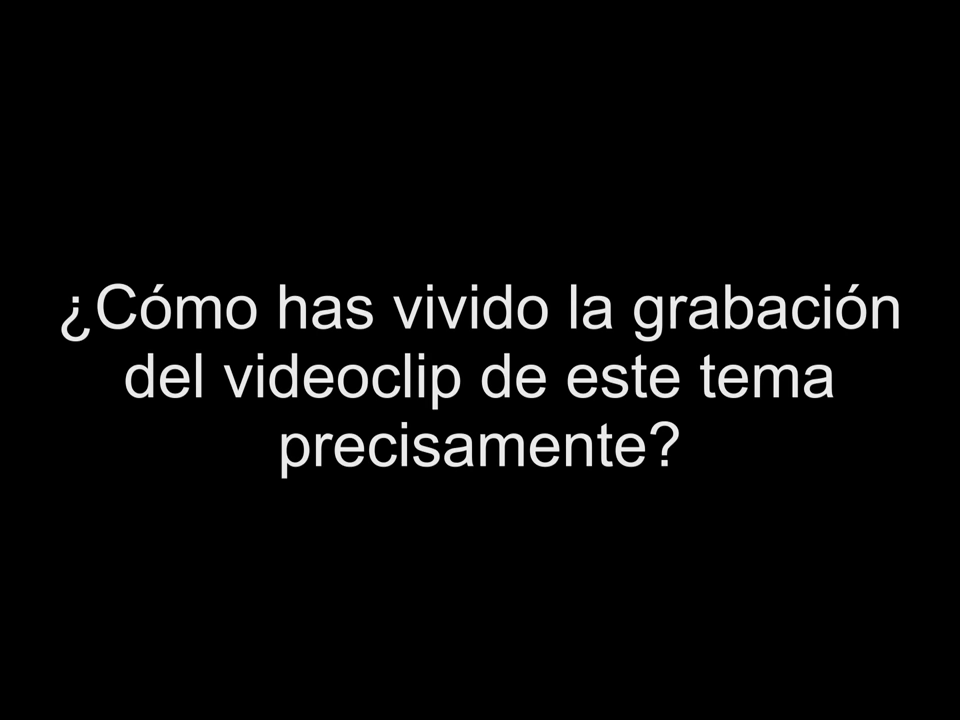 ¿Cómo has vivido la grabación
del videoclip de este tema
precisamente?